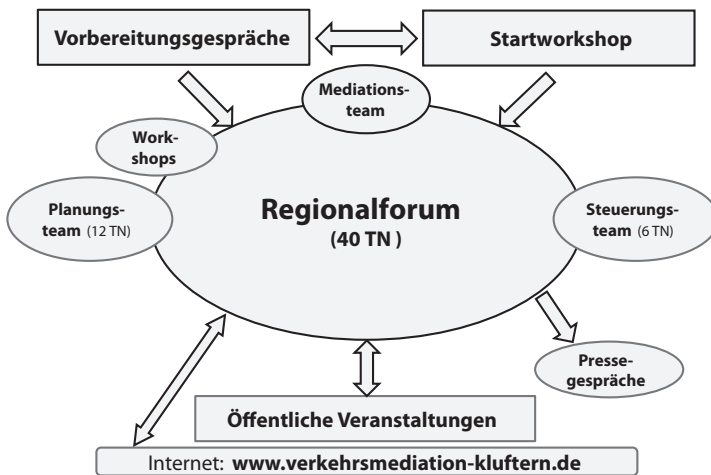 Vorbereitungsgespräche
Startworkshop
Mediations-
team
Work-
shops
Planungs-
team (12 TN)
Regionalforum
(40 TN )
Steuerungs-
team (6 TN)
Presse-
gespräche
Öffentliche Veranstaltungen
Internet: www.verkehrsmediation-kluftern.de